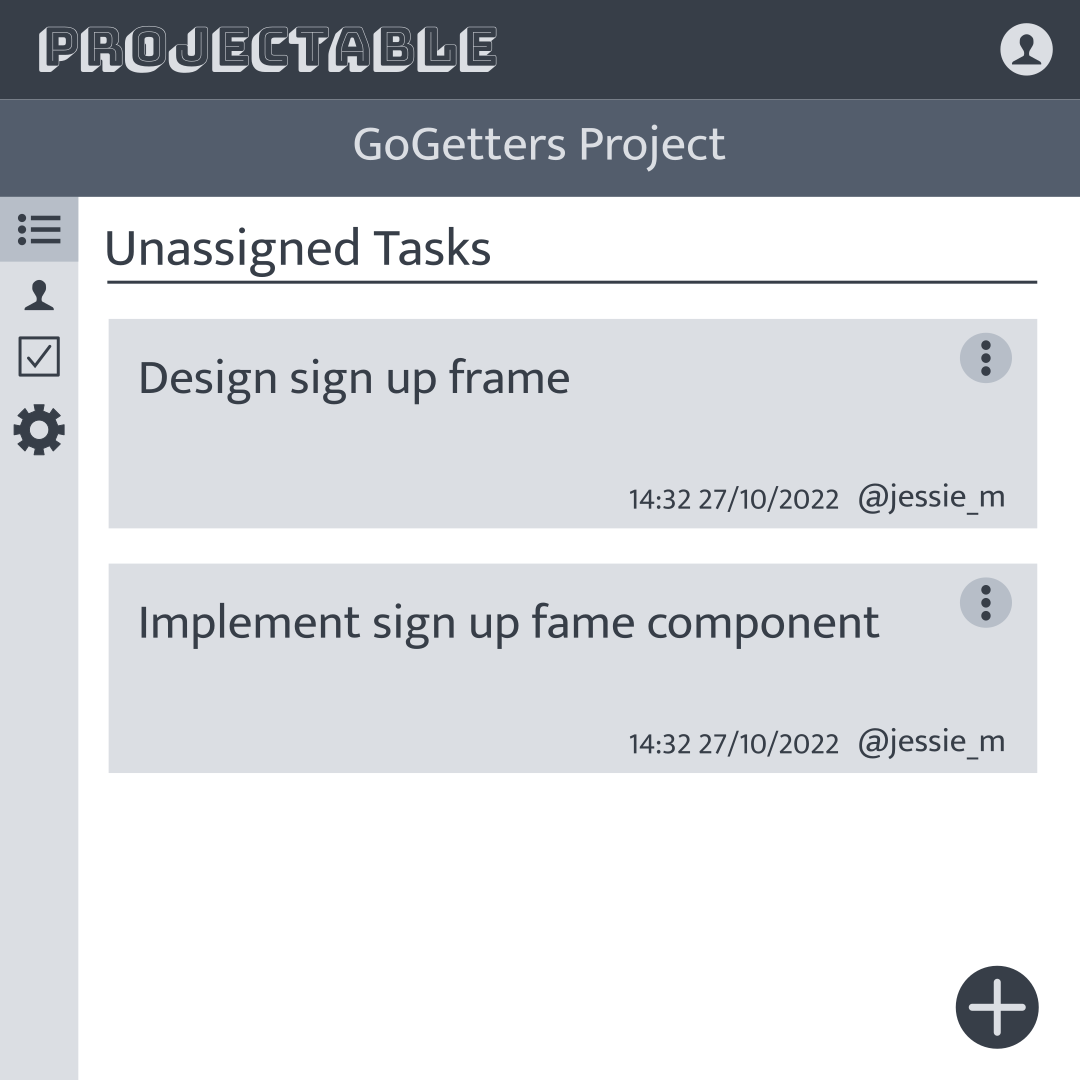 PROJECTABLE
GoGetters Project
Unassigned Tasks
Design sign up frame
14:32 27/10/2022 @jessie_m
Implement sign up fame component
14:32 27/10/2022 @jessie_m